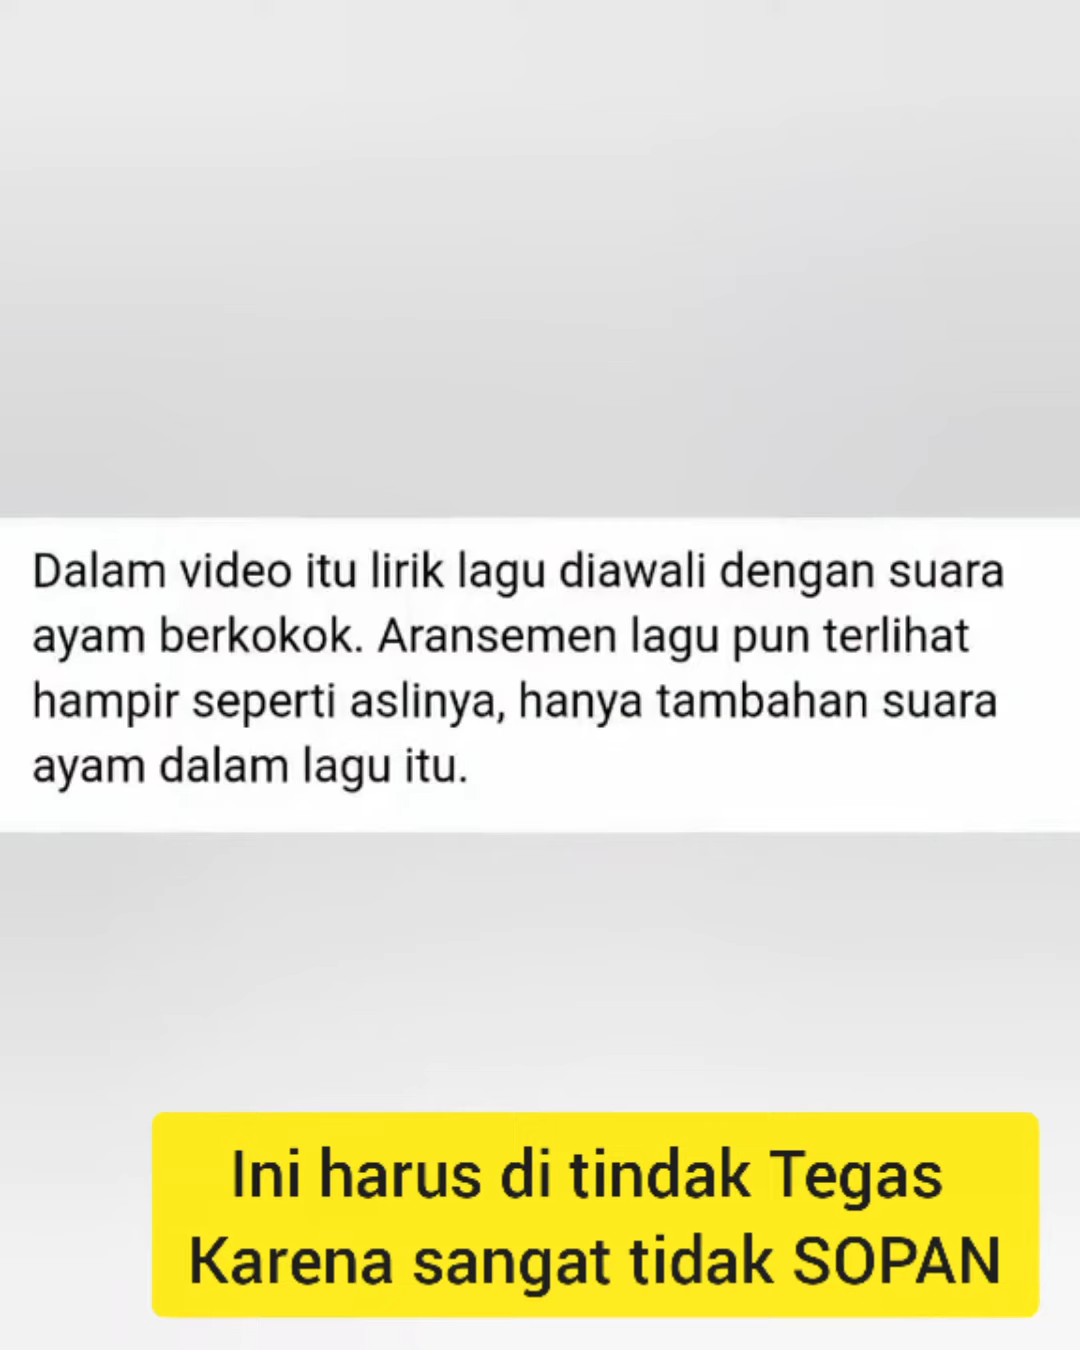 Dalam video itu lirik lagu diawali dengan suara
ayam berkokok. Aransemen lagu pun terlihat
hampir seperti aslinya, hanya tambahan suara
ayam dalam lagu itu.
Ini harus di tindak Tegas
Karena sangat tidak SOPAN